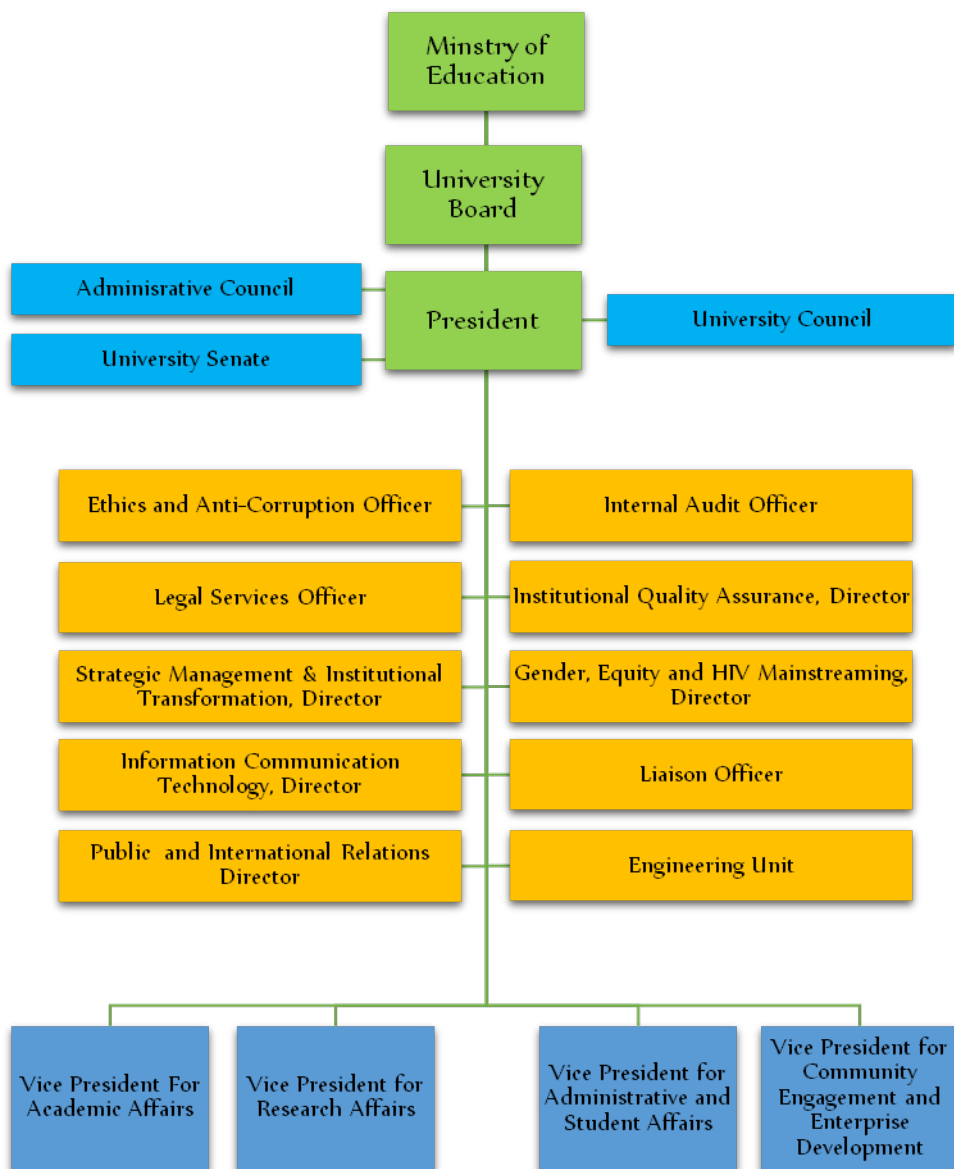 Minstry of
Education
University
Board
Adminisrative Council
President
University Council
University Senate
Ethics and Anti-Corruption Officer
Internal Audit Officer
Legal Services Officer
Institutional Quality Assurance, Director
Strategic Management & Institutional
Transformation, Director
Gender, Equity and HIV Mainstreaming,
Director
Information Communication
Technology, Director
Liaison Officer
Public and International Relations
Director
Engineering Unit
Vice President For
Academic Affairs
Vice President for
Research Affairs
Vice President for
Administrative and
Student Affairs
Vice President for
Community
Engagement and
Enterprise
Development